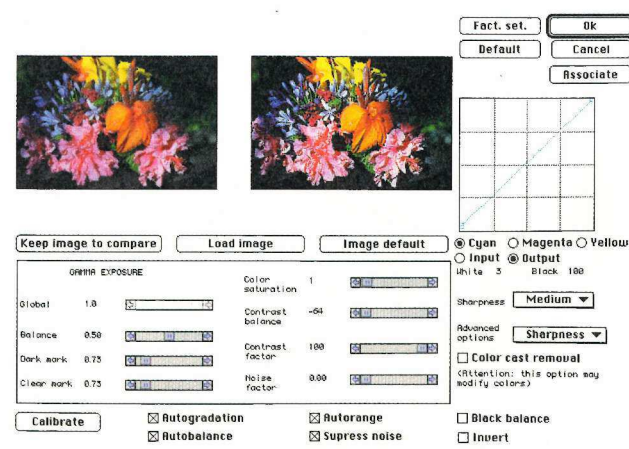 Fact. set.
Ok
Default
Cancel
Associate
Keep image to compare
Load image
Image default
Cyan Magenta Yellow
Input Output
White 3 Black 100
GAMMA EXPOSURE
Global 1.0
Balance 0.50
Dark mark 0.73
Clear mark 0.73
Color saturation 1
Contrast balance -64
Contrast factor 100
Noise factor 0.00
Sharpness Medium
Advanced options Sharpness
Color cast removal
(Attention: this option may
modify colors)
Calibrate
Autogradation
Autorange
Black balance
Autobalance
Supress noise
Invert